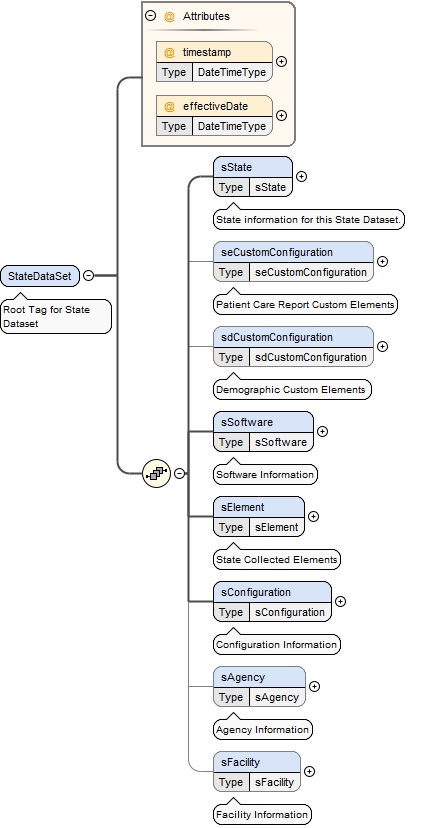 Attributes
@ timestamp
Type DateTimeType
@ effectiveDate
Type DateTimeType
StateDataSet
Root Tag for State
Dataset
sState
Type sState
State information for this State Dataset.
seCustomConfiguration
Type seCustomConfiguration
Patient Care Report Custom Elements
sdCustomConfiguration
Type sdCustomConfiguration
Demographic Custom Elements
sSoftware
Type sSoftware
Software Information
sElement
Type sElement
State Collected Elements
sConfiguration
Type sConfiguration
Configuration Information
sAgency
Type sAgency
Agency Information
sFacility
Type sFacility
Facility Information